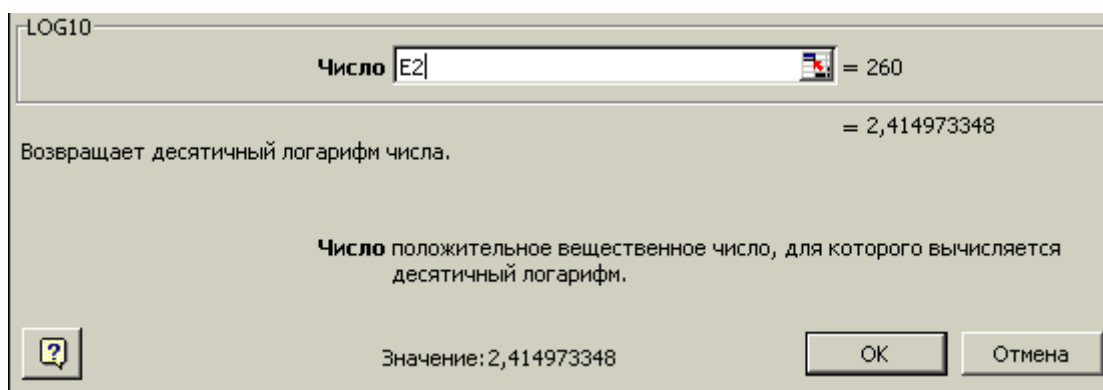 LOG10
Число E2 = 260
= 2,414973348
Возвращает десятичный логарифм числа.
Число положительное вещественное число, для которого вычисляется
десятичный логарифм.
? Значение:2,414973348 ОК Отмена